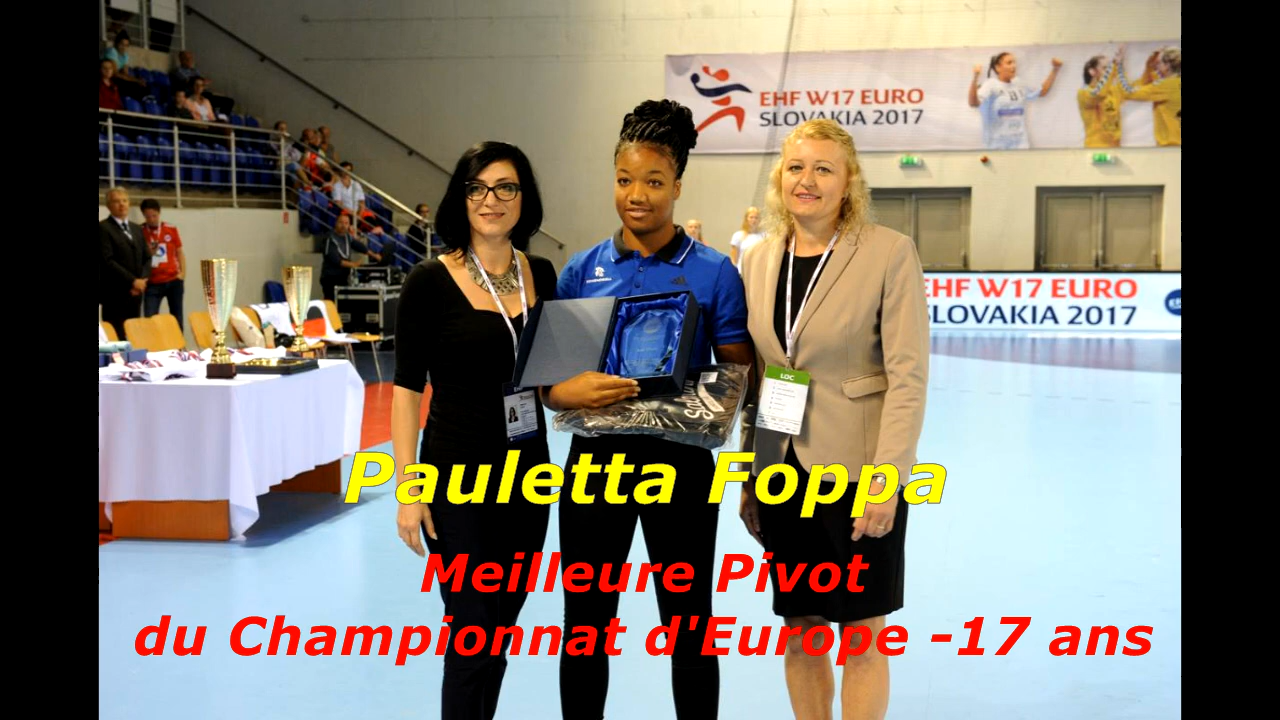 EHF W17 EURO
SLOVAKIA 2017
EHF W17 EURO
SLOVAKIA 2017
LOC
Pauletta Foppa
Meilleure Pivot
du Championnat d'Europe -17 ans